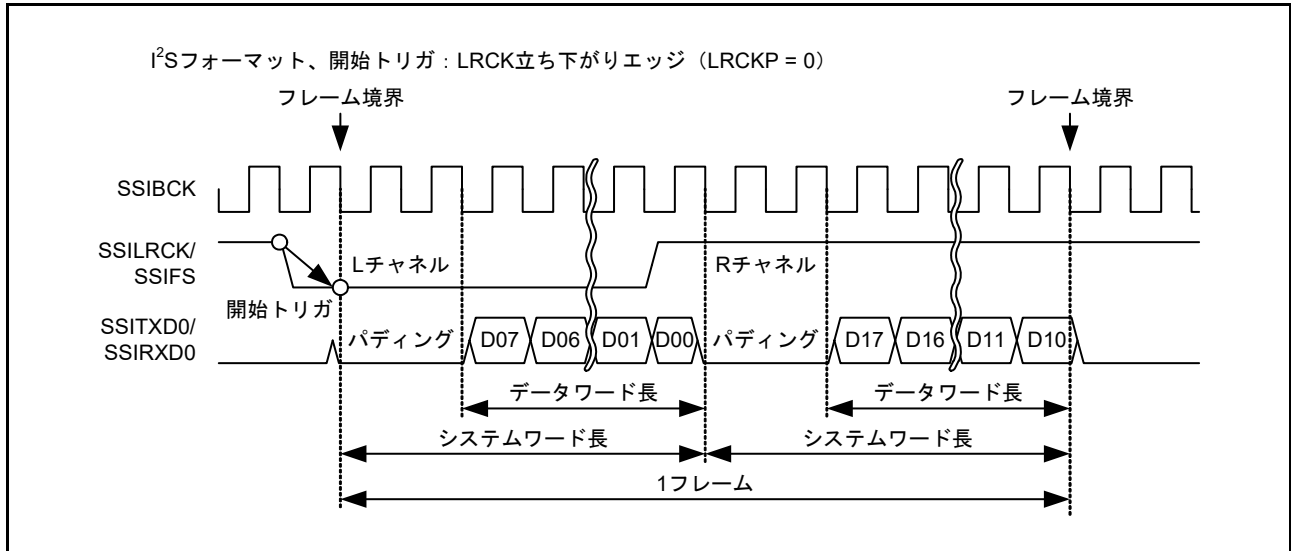 I²Sフォーマット、開始トリガ：LRCK立ち下がりエッジ（LRCKP = 0）
フレーム境界 フレーム境界
SSIBCK
SSILRCK/
SSIFS
Lチャネル Rチャネル
開始トリガ
SSITXD0/
SSIRXD0
パディング D07 D06 D01 D00 パディング D17 D16 D11 D10
データワード長 データワード長
システムワード長 システムワード長
1フレーム